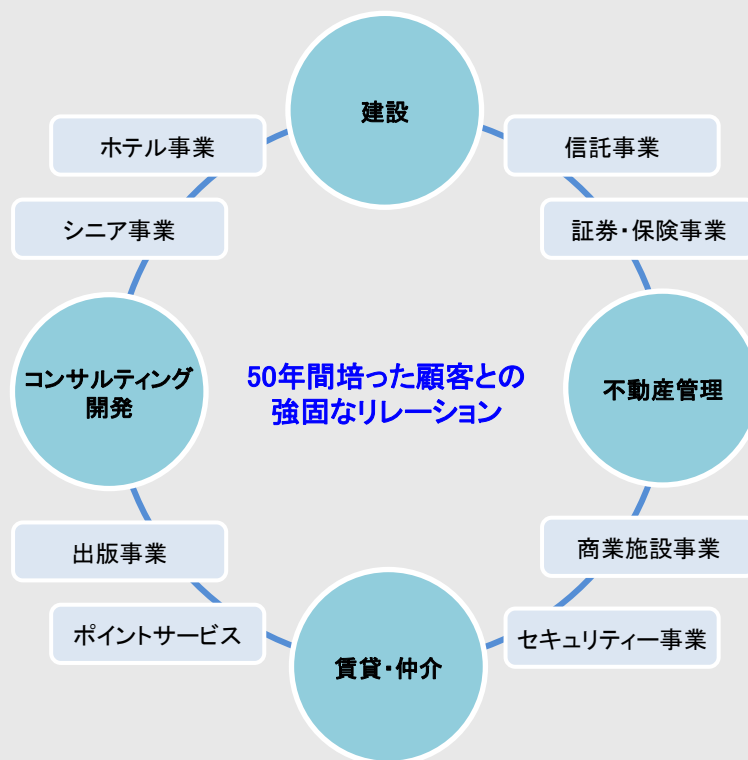 建設
ホテル事業
信託事業
シニア事業
証券・保険事業
コンサルティング
開発
50年間培った顧客との
強固なリレーション
不動産管理
出版事業
商業施設事業
ポイントサービス
セキュリティー事業
賃貸・仲介